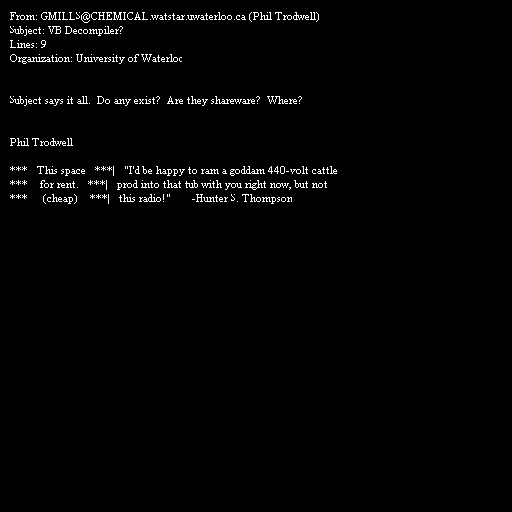 From: GMILLS@CHEMICAL.watstar.uwaterloo.ca (Phil Trodwell)
Subject: VB Decompiler?
Lines: 9
Organization: University of Waterloo
Subject says it all.  Do any exist?  Are they shareware?  Where?
Phil Trodwell
***   This space   ***|   "I'd be happy to ram a goddam 440-volt cattle
***    for rent.   ***|   prod into that tub with you right now, but not
***     (cheap)    ***|   this radio!"       -Hunter S. Thompson